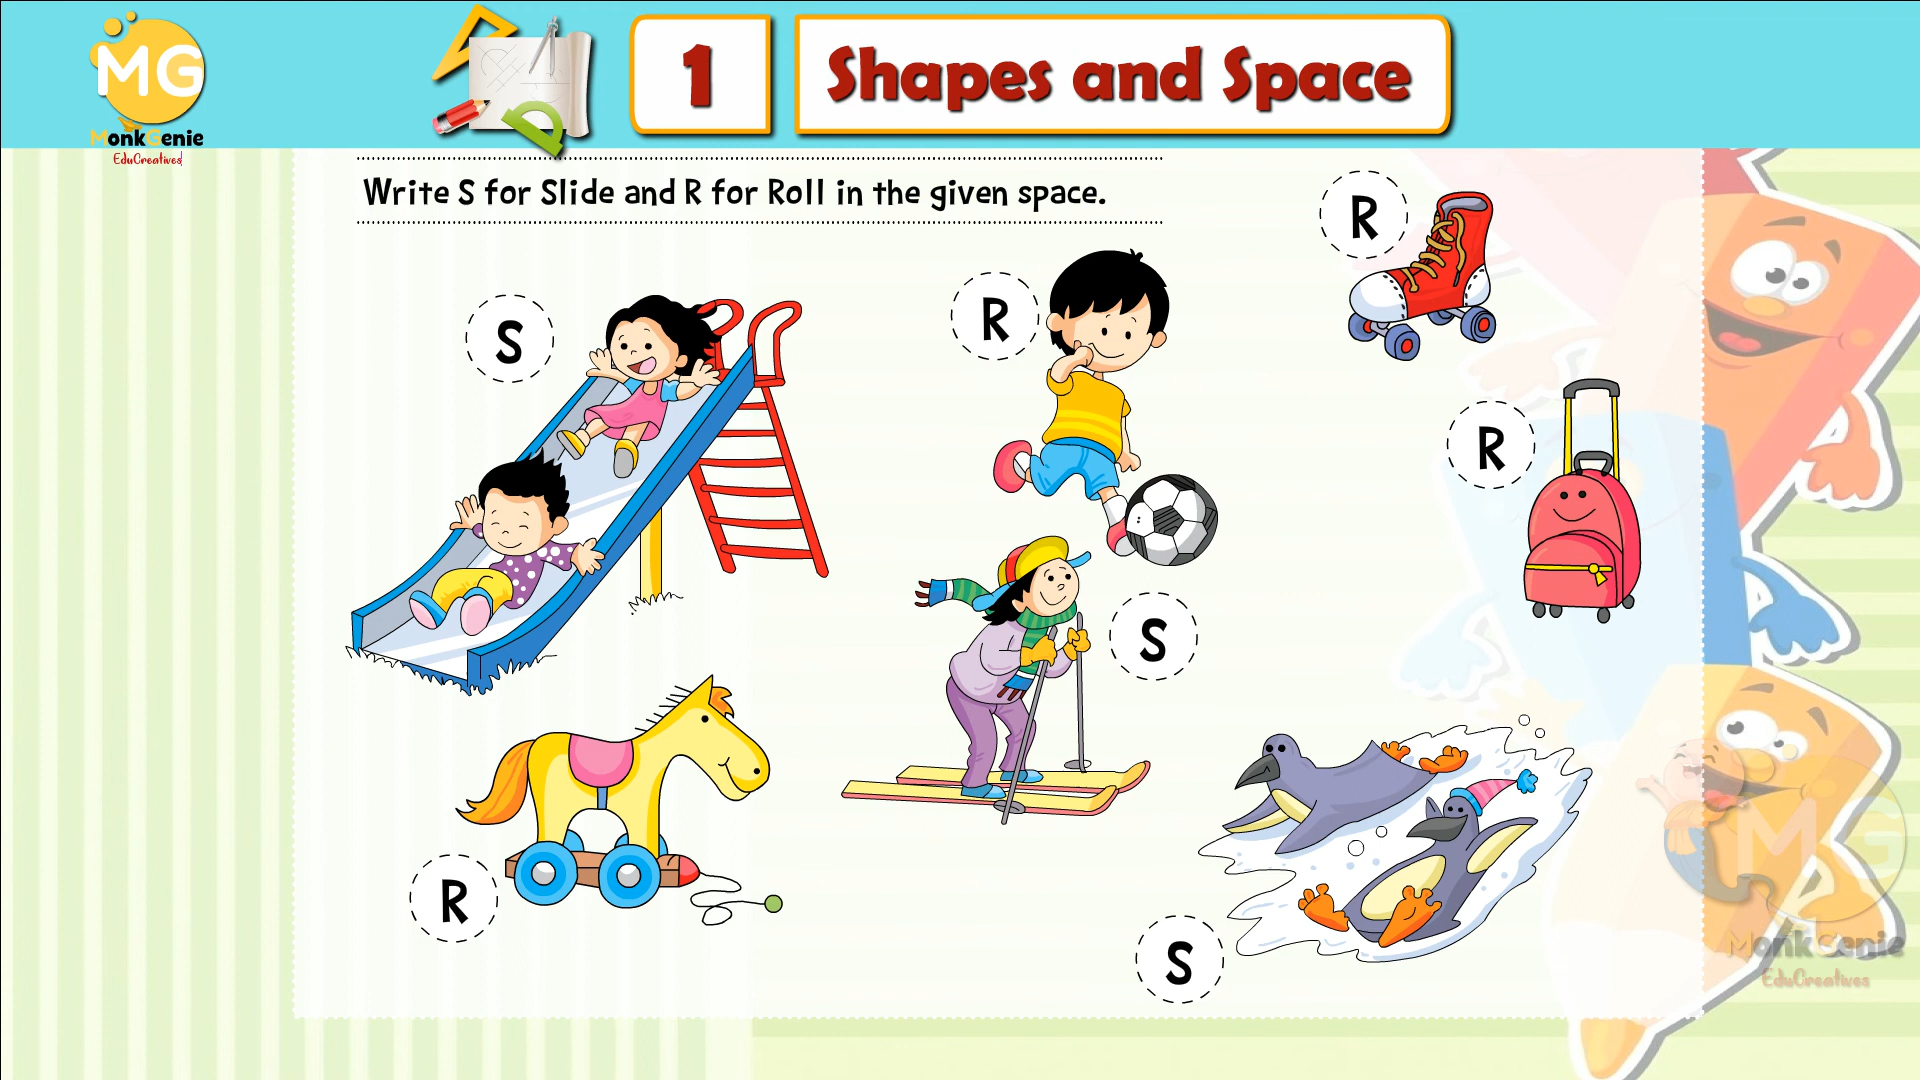 MG
MonkGenie
EduCreatives
1
Shapes and Space
Write S for Slide and R for Roll in the given space.
R
S
R
R
S
R
S
MG
MonkGenie
EduCreatives